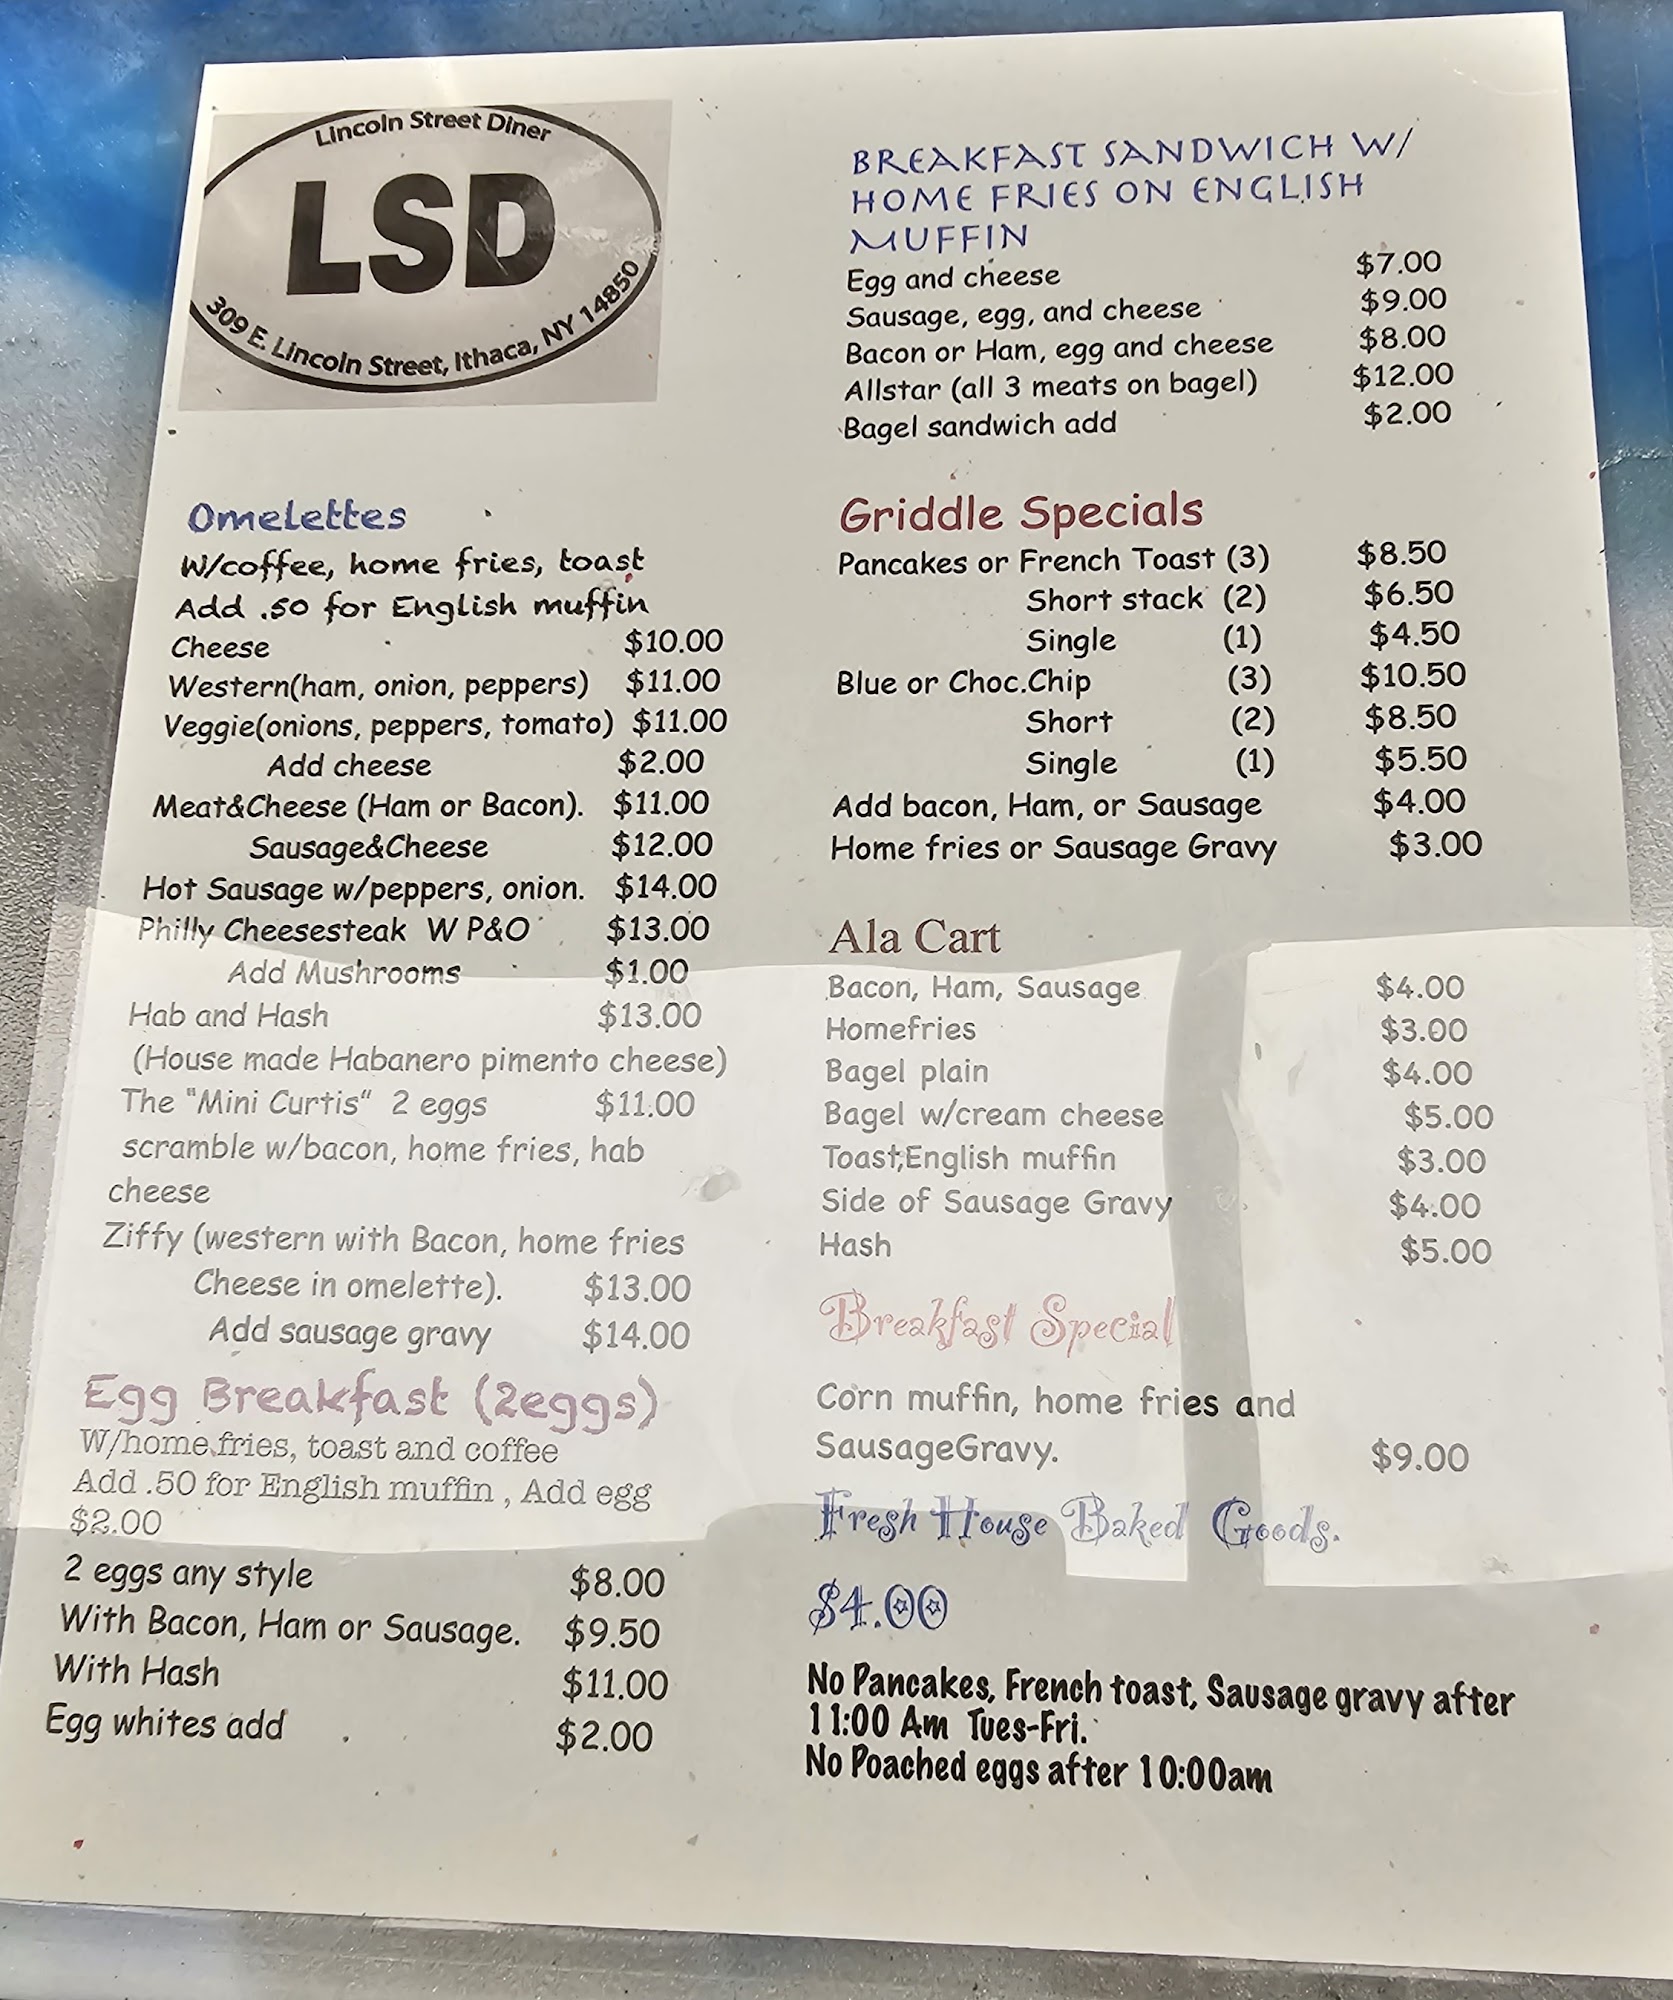 Lincoln Street Diner
LSD
309 E. Lincoln Street, Ithaca, NY 14850
Omelettes
W/coffee, home fries, toast
Add .50 for English muffin
Cheese $10.00
Western(ham, onion, peppers) $11.00
Veggie(onions, peppers, tomato) $11.00
Add cheese $2.00
Meat&Cheese (Ham or Bacon). $11.00
Sausage&Cheese $12.00
Hot Sausage w/peppers, onion. $14.00
Philly Cheesesteak W P&O $13.00
Add Mushrooms $1.00
Hab and Hash $13.00
(House made Habanero pimento cheese)
The "Mini Curtis" 2 eggs $11.00
scramble w/bacon, home fries, hab
cheese
Ziffy (western with Bacon, home fries
Cheese in omelette). $13.00
Add sausage gravy $14.00
Egg Breakfast (2eggs)
W/home fries, toast and coffee
Add .50 for English muffin , Add egg
$2.00
2 eggs any style $8.00
With Bacon, Ham or Sausage. $9.50
With Hash $11.00
Egg whites add $2.00
BREAKFAST SANDWICH W/
HOME FRIES ON ENGLISH
MUFFIN
Egg and cheese $7.00
Sausage, egg, and cheese $9.00
Bacon or Ham, egg and cheese $8.00
Allstar (all 3 meats on bagel) $12.00
Bagel sandwich add $2.00
Griddle Specials
Pancakes or French Toast (3) $8.50
Short stack (2) $6.50
Single (1) $4.50
Blue or Choc.Chip (3) $10.50
Short (2) $8.50
Single (1) $5.50
Add bacon, Ham, or Sausage $4.00
Home fries or Sausage Gravy $3.00
Ala Cart
Bacon, Ham, Sausage $4.00
Homefries $3.00
Bagel plain $4.00
Bagel w/cream cheese $5.00
Toast,English muffin $3.00
Side of Sausage Gravy $4.00
Hash $5.00
Breakfast Special
Corn muffin, home fries and
SausageGravy. $9.00
Fresh House Baked Goods.
$4.00
No Pancakes, French toast, Sausage gravy after
11:00 Am Tues-Fri.
No Poached eggs after 10:00am